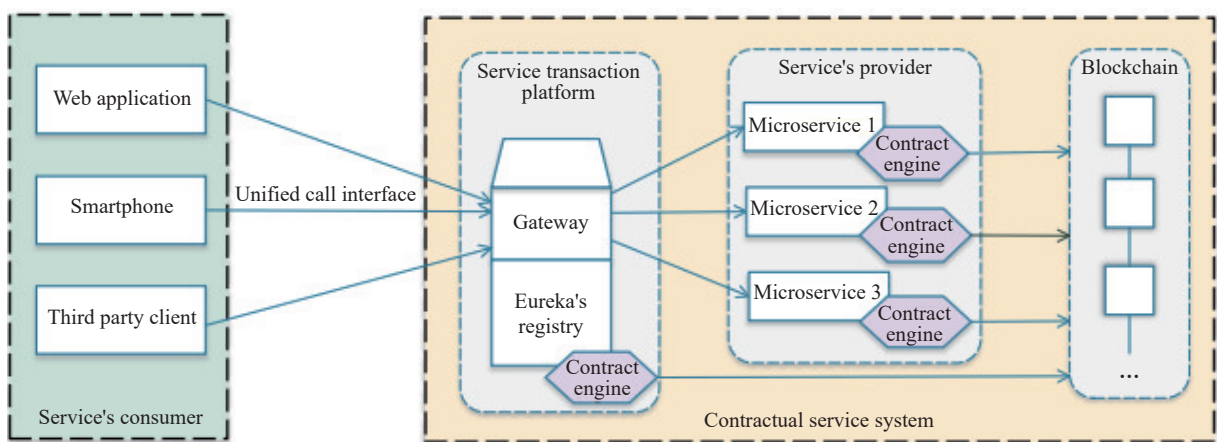 Web application
Smartphone
Third party client
Service's consumer
Unified call interface
Service transaction
platform
Gateway
Eureka's
registry
Contract
engine
Service's provider
Microservice 1
Contract
engine
Microservice 2
Contract
engine
Microservice 3
Contract
engine
Blockchain
...
Contractual service system